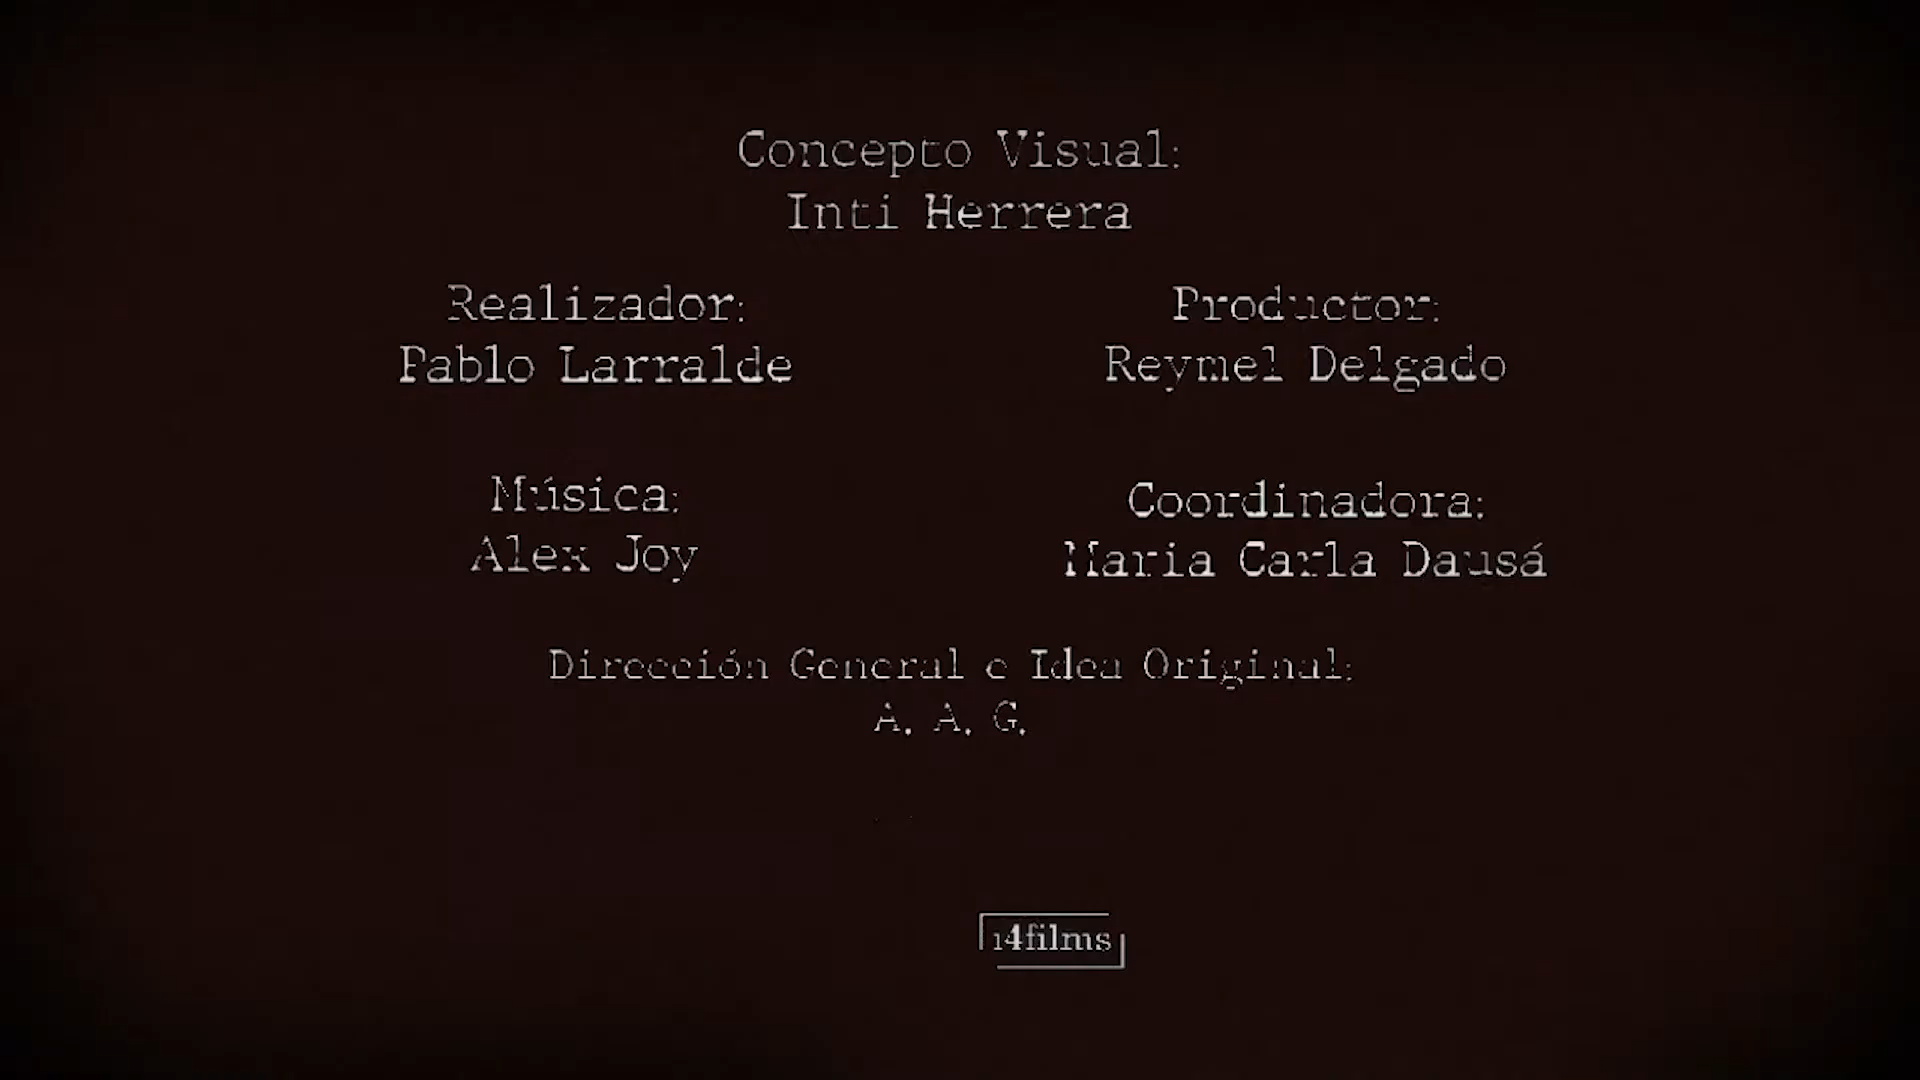 Concepto Visual:
Inti Herrera
Realizador:
Pablo Larralde
Productor:
Reymel Delgado
Música:
Alex Joy
Coordinadora:
Maria Carla Dausá
Dirección General e Idea Original:
A. A. G.
i4films